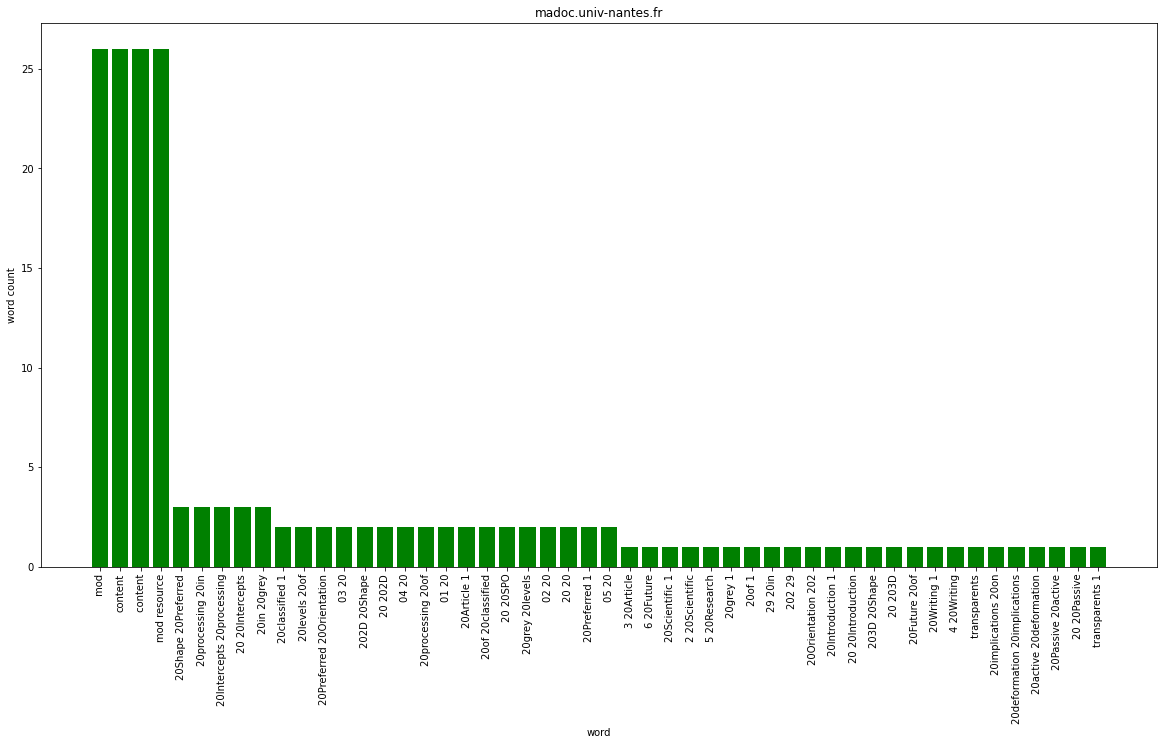 madoc.univ-nantes.fr
word count
25
20
15
10
5
0
mod
content
content
mod resource
20Shape 20Preferred
20processing 20in
20Intercepts 20processing
20 20Intercepts
20in 20grey
20classified 1
20levels 20of
20Preferred 20Orientation
03 20
202D 20Shape
20 202D
04 20
20processing 20of
01 20
20Article 1
20of 20classified
20 20SPO
20grey 20levels
02 20
20 20
20Preferred 1
05 20
3 20Article
6 20Future
20Scientific 1
2 20Scientific
5 20Research
20grey 1
20of 1
29 20in
202 29
20Orientation 202
20Introduction 1
20 20Introduction
203D 20Shape
20 203D
20Future 20of
20Writing 1
4 20Writing
transparents
20implications 20on
20deformation 20implications
20active 20deformation
20Passive 20active
20 20Passive
transparents 1
word